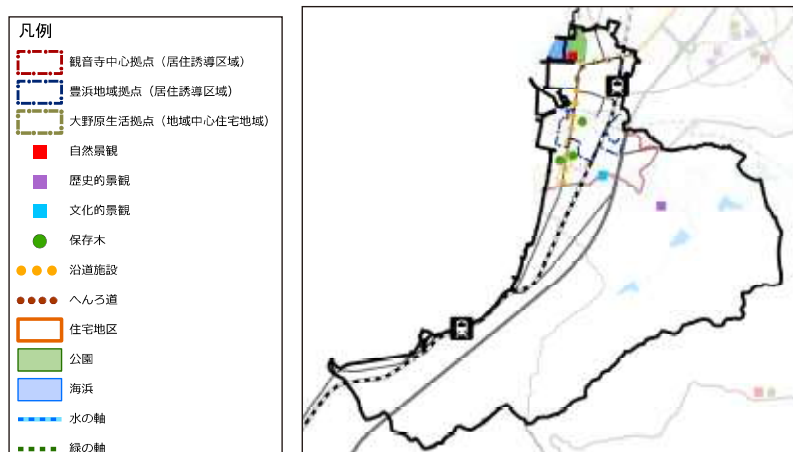 凡例
観音寺中心拠点（居住誘導区域）
豊浜地域拠点（居住誘導区域）
大野原生活拠点（地域中心住宅地域）
自然景観
歴史的景観
文化的景観
保存木
沿道施設
へんろ道
住宅地区
公園
海浜
水の軸
緑の軸